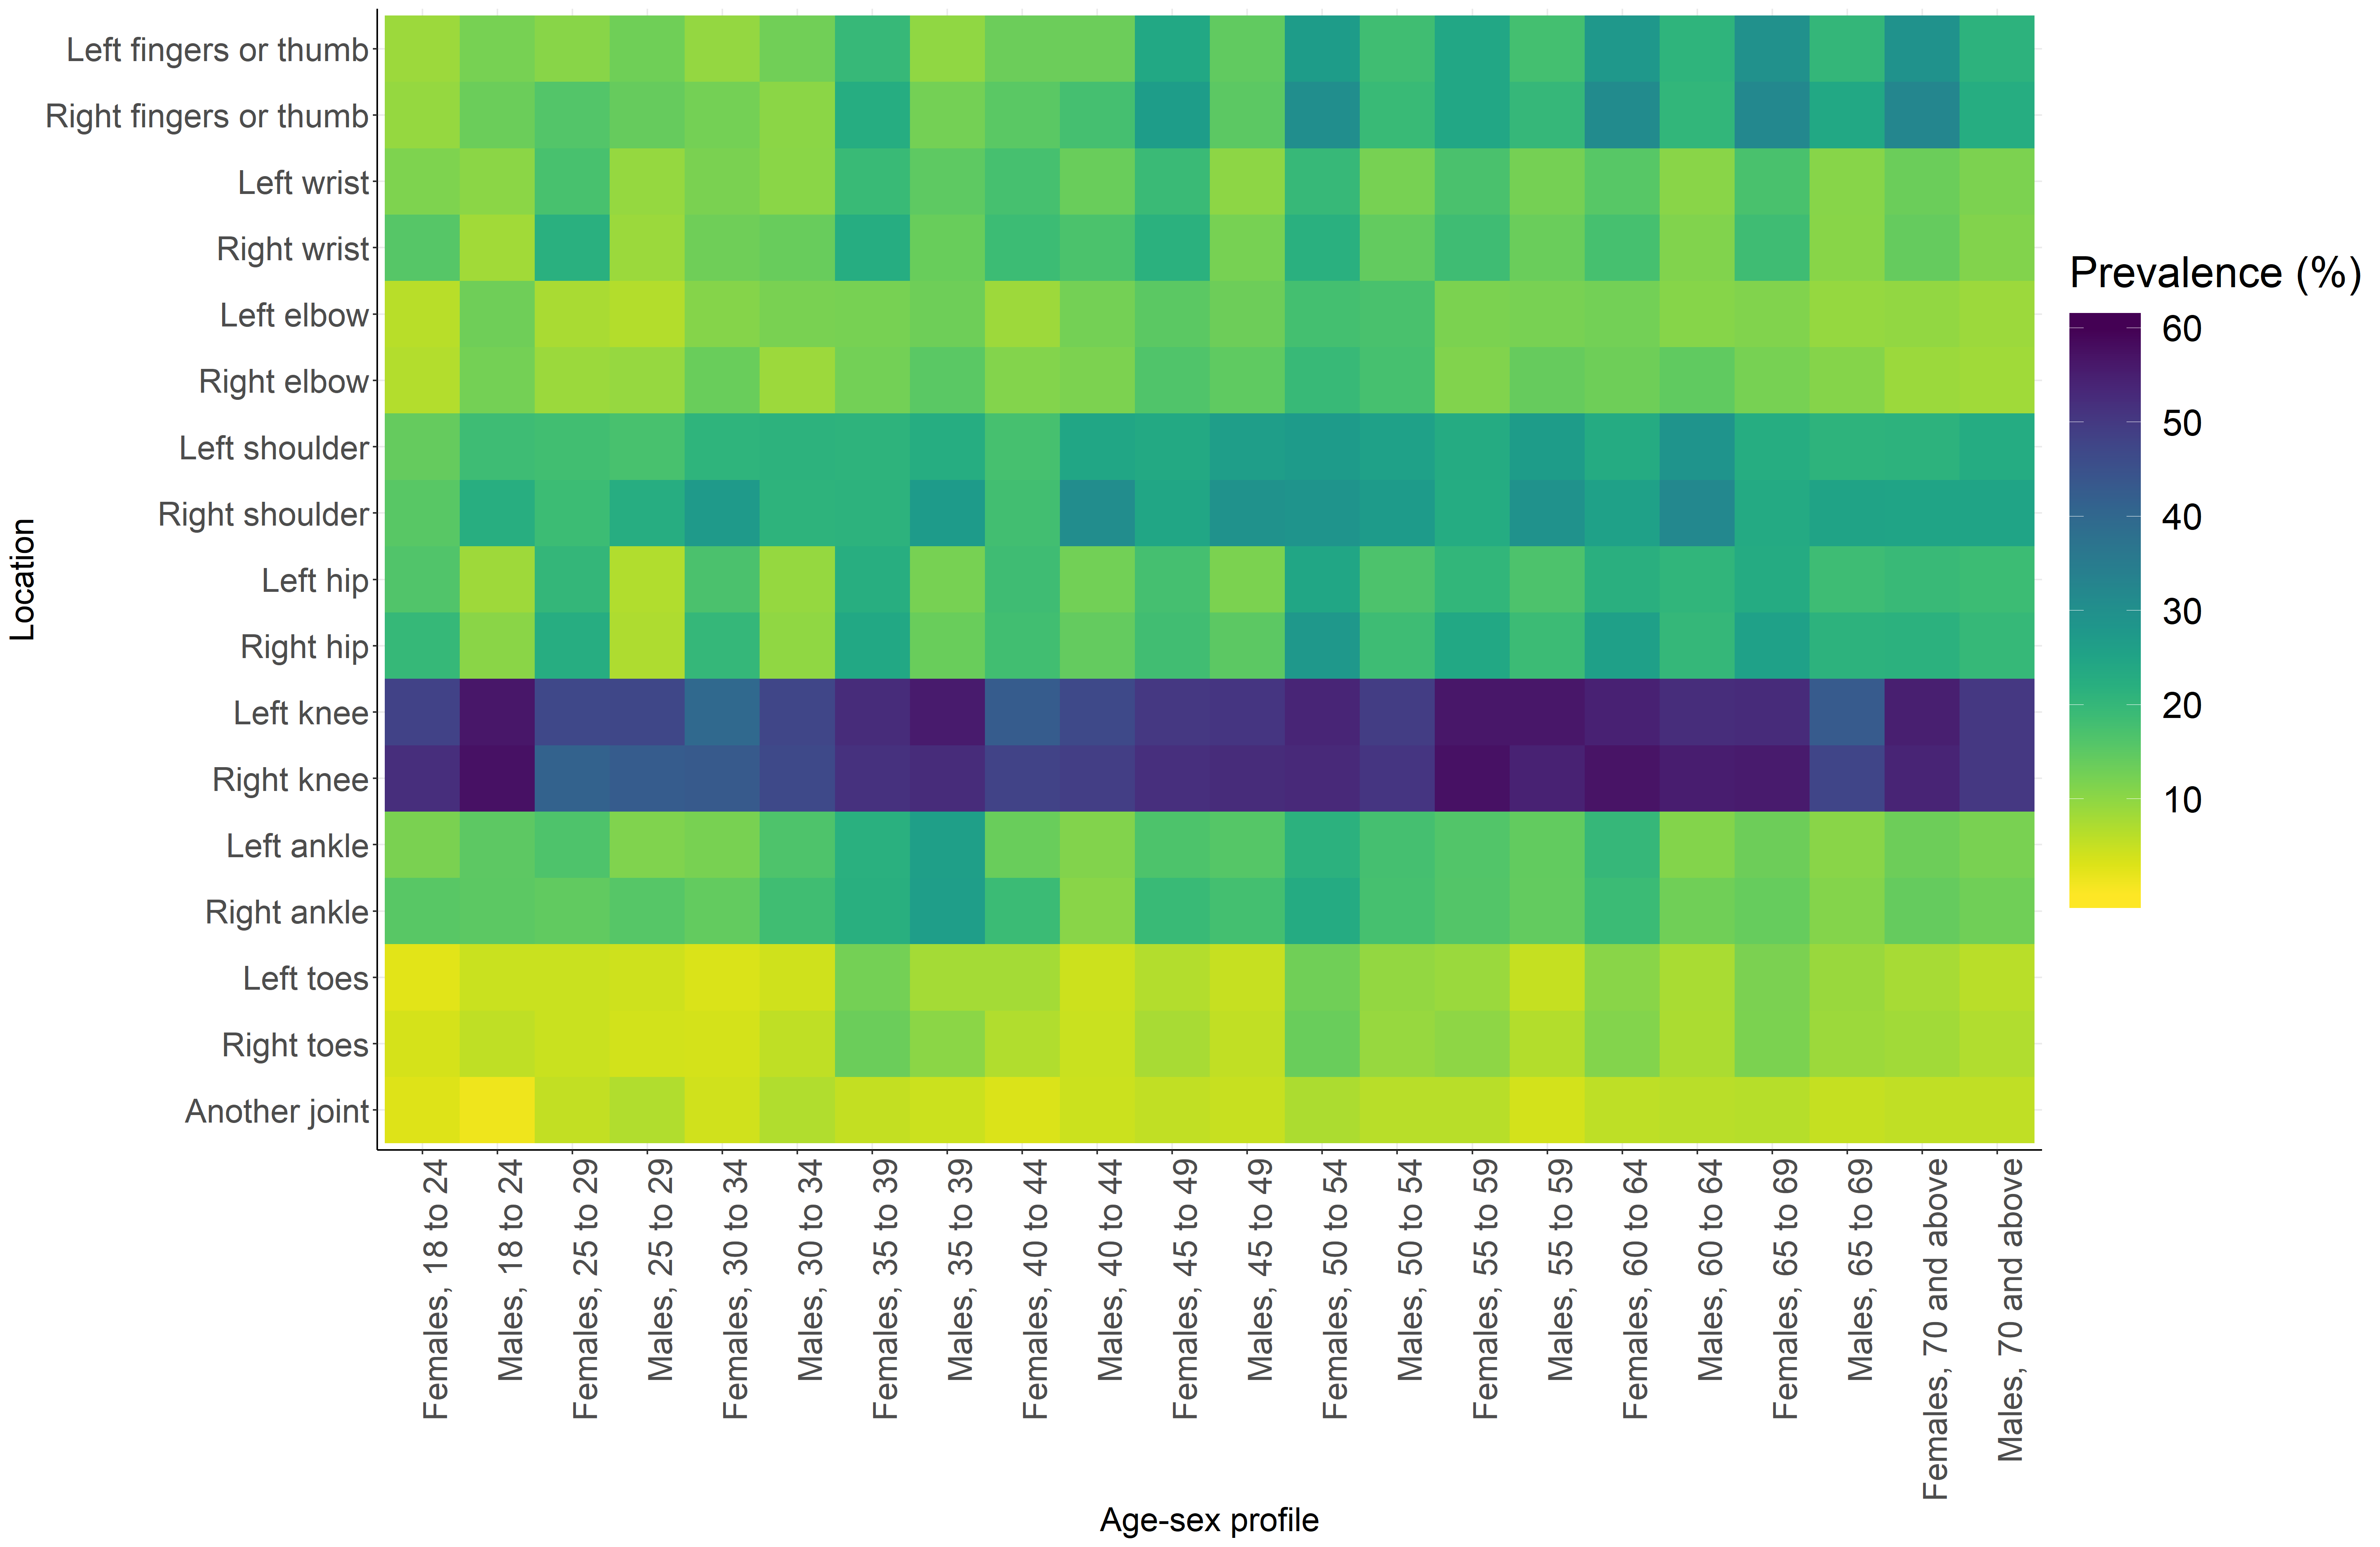 Left fingers or thumb
Right fingers or thumb
Left wrist
Right wrist
Left elbow
Right elbow
Left shoulder
Right shoulder
Left hip
Right hip
Left knee
Right knee
Left ankle
Right ankle
Left toes
Right toes
Another joint
Location
Females, 18 to 24
Males, 18 to 24
Females, 25 to 29
Males, 25 to 29
Females, 30 to 34
Males, 30 to 34
Females, 35 to 39
Males, 35 to 39
Females, 40 to 44
Males, 40 to 44
Females, 45 to 49
Males, 45 to 49
Females, 50 to 54
Males, 50 to 54
Females, 55 to 59
Males, 55 to 59
Females, 60 to 64
Males, 60 to 64
Females, 65 to 69
Males, 65 to 69
Females, 70 and above
Males, 70 and above
Age-sex profile
Prevalence (%)
60
50
40
30
20
10